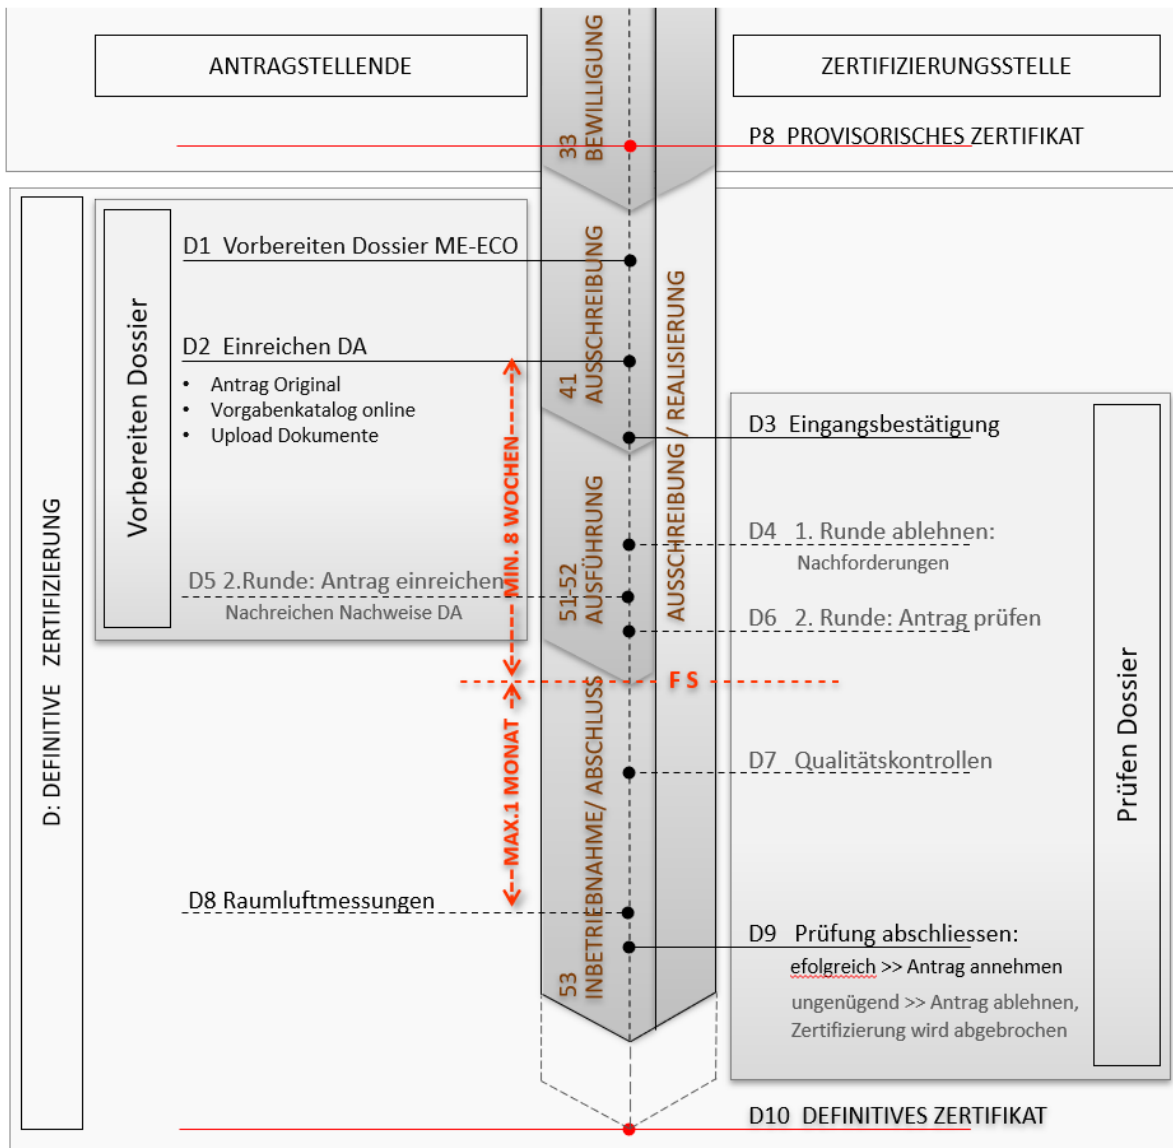 ANTRAGSTELLENDE
ZERTIFIZIERUNGSSTELLE
33
BEWILLIGUNG
P8 PROVISORISCHES ZERTIFIKAT
D: DEFINITIVE ZERTIFIZIERUNG
Vorbereiten Dossier
D1 Vorbereiten Dossier ME-ECO
D2 Einreichen DA
• Antrag Original
• Vorgabenkatalog online
• Upload Dokumente
D5 2.Runde: Antrag einreichen
Nachreichen Nachweise DA
MIN. 8 WOCHEN
MAX.1 MONAT
D8 Raumluftmessungen
41
AUSSCHREIBUNG
51-52
AUSFÜHRUNG
53
INBETRIEBNAHME/ ABSCHLUSS
AUSSCHREIBUNG / REALISIERUNG
F S
D3 Eingangsbestätigung
D4 1. Runde ablehnen:
Nachforderungen
D6 2. Runde: Antrag prüfen
D7 Qualitätskontrollen
D9 Prüfung abschliessen:
efolgreich >> Antrag annehmen
ungenügend >> Antrag ablehnen,
Zertifizierung wird abgebrochen
Prüfen Dossier
D10 DEFINITIVES ZERTIFIKAT